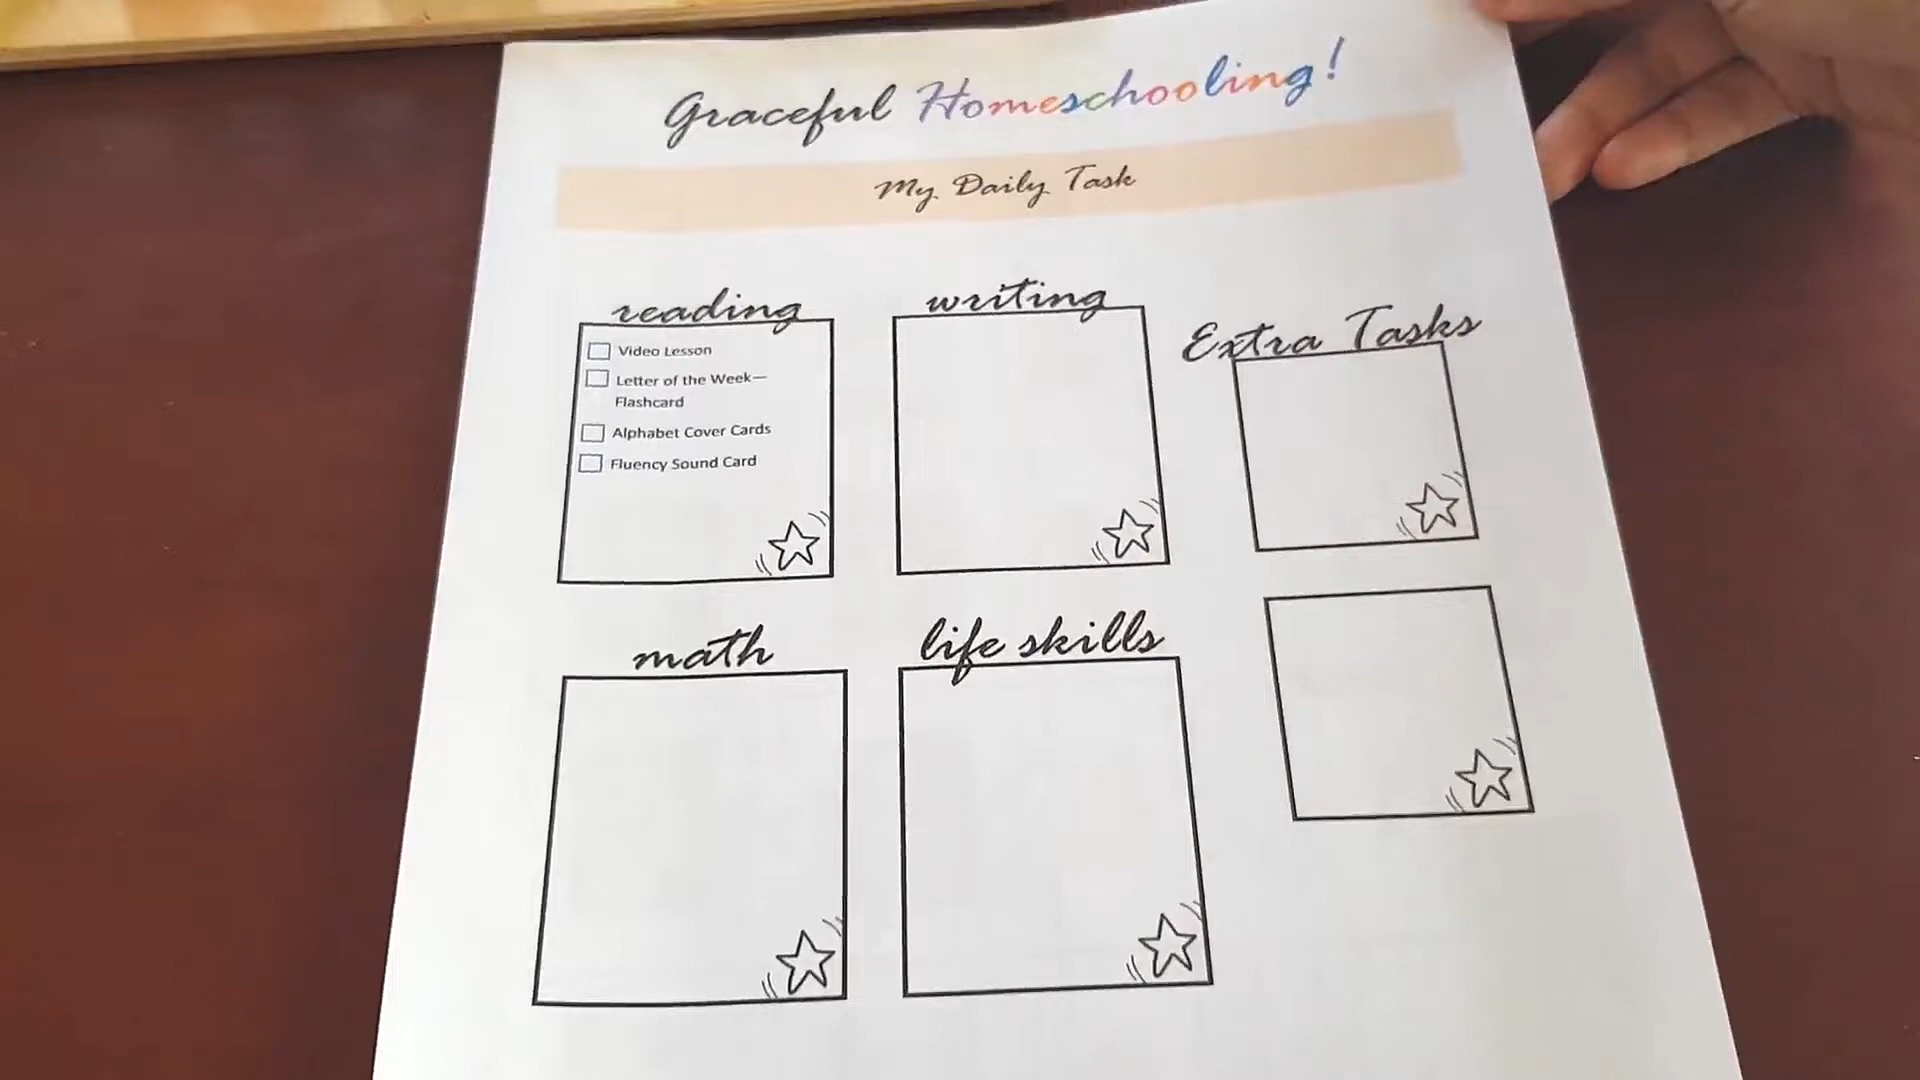 Graceful Homeschooling!
My Daily Task
reading
Video Lesson
Letter of the Week—
Flashcard
Alphabet Cover Cards
Fluency Sound Card
writing
Extra Tasks
math
life skills